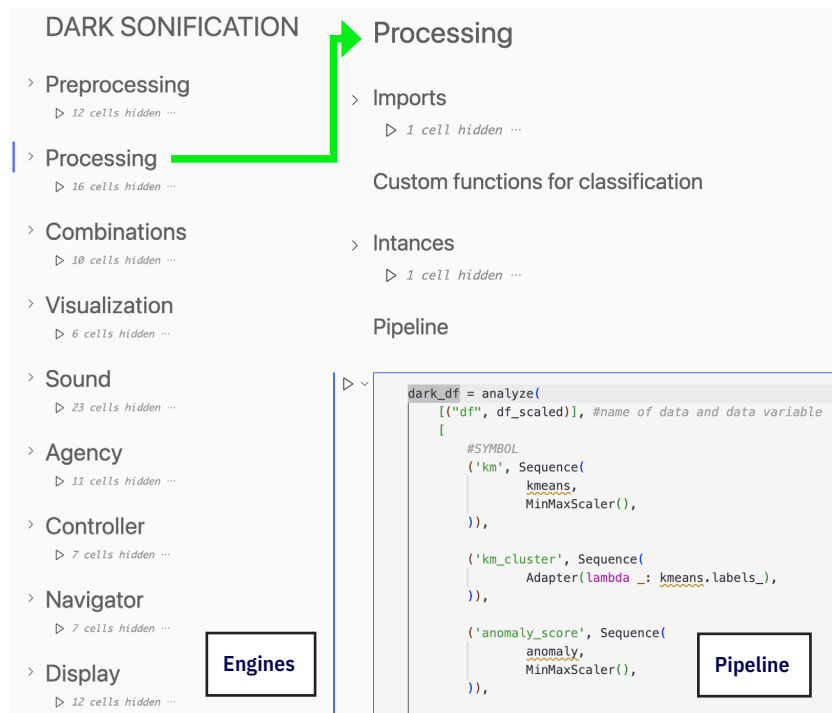 DARK SONIFICATION
Preprocessing
12 cells hidden ···
Processing
16 cells hidden ···
Combinations
10 cells hidden ···
Visualization
6 cells hidden ···
Sound
23 cells hidden ···
Agency
11 cells hidden ···
Controller
7 cells hidden ···
Navigator
7 cells hidden ···
Display
12 cells hidden ···
Engines
Processing
Imports
1 cell hidden ···
Custom functions for classification
Intances
1 cell hidden ···
Pipeline
dark_df = analyze(
[("df", df_scaled)], #name of data and data variable
[
#SYMBOL
('km', Sequence(
kmeans,
MinMaxScaler(),
)),
('km_cluster', Sequence(
Adapter(lambda _: kmeans.labels_),
)),
('anomaly_score', Sequence(
anomaly,
MinMaxScaler(),
)),
Pipeline